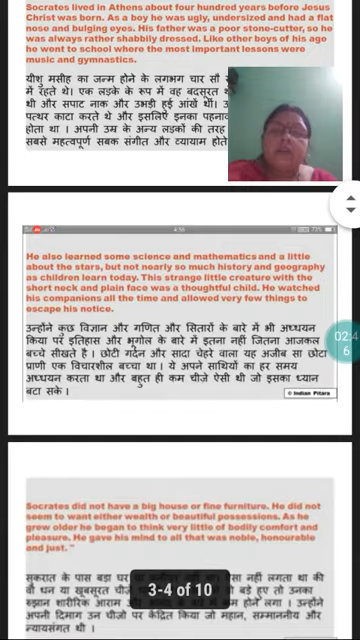 Socrates lived in Athens about four hundred years before Jesus
Christ was born. As a boy he was ugly, undersized and had a flat
nose and bulging eyes. His father was a poor stone-cutter, so he
was always rather shabbily dressed. Like other boys of his age
he went to school where the most important lessons were
music and gymnastics.
यीशु मसीह का जन्म होने के लगभग चार सौ
में रहते थे। एक लड़के के रूप में वह बदसूरत
थी और सपाट नाक और उभड़ी हुई आंखें थीं।
पत्थर काटा करते थे और इसलिए इनका
होता था । अपनी उम्र के अन्य लड़कों की तरह
सबसे महत्वपूर्ण सबक संगीत और व्यायाम होते
4:55
72%
He also learned some science and mathematics and a little
about the stars, but not nearly so much history and geography
as children learn today. This strange little creature with the
short neck and plain face was a thoughtful child. He watched
his companions all the time and allowed very few things to
escape his notice.
उन्होंने कुछ विज्ञान और गणित और सितारों के बारे में भी अध्ययन
किया पर इतिहास और भूगोल के बारे में इतना नहीं जितना आजकल
बच्चे सीखते है । छोटी गर्दन और सादा चेहरे वाला यह अजीब सा छोटा
प्राणी एक विचारशील बच्चा था । ये अपने साथियों का हर समय
अध्ययन करता था और बहुत ही कम चीजे ऐसी थी जो इसका ध्यान
बटा सके ।
© Indian Pitara
02:4
6
Socrates did not have a big house or fine furniture. He did not
seem to want either wealth or beautiful possessions. As he
grew older he began to think very little of bodily comfort and
pleasure. He gave his mind to all that was noble, honourable
and just. "
सुकरात के पास बड़ा घर
वो धन या खूबसूरत
रुझान शारीरिक आराम
अपनी दिमाग उन चीजों पर केंद्रित किया जो महान, सम्माननीय और
न्यायसंगत थी ।
3-4 of 10